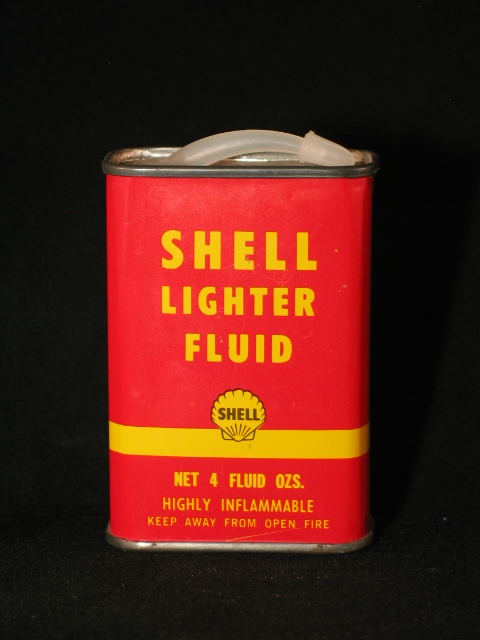 SHELL
LIGHTER
FLUID
SHELL
NET 4 FLUID OZS.
HIGHLY INFLAMMABLE
KEEP AWAY FROM OPEN FIRE